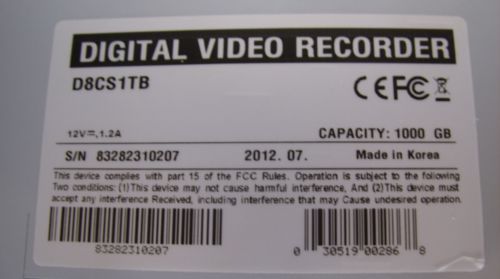 DIGITAL VIDEO RECORDER
D8CS1TB
CE FC
12V⎓, 1.2A CAPACITY: 1000 GB
S/N 83282310207 2012. 07. Made in Korea
This device complies with part 15 of the FCC Rules. Operation is subject to the following
Two conditions: (1)This device may not cause harmful interference, And (2)This device must
accept any interference Received, including interference that may Cause undesired operation.
83282310207 0 30519 00286 8